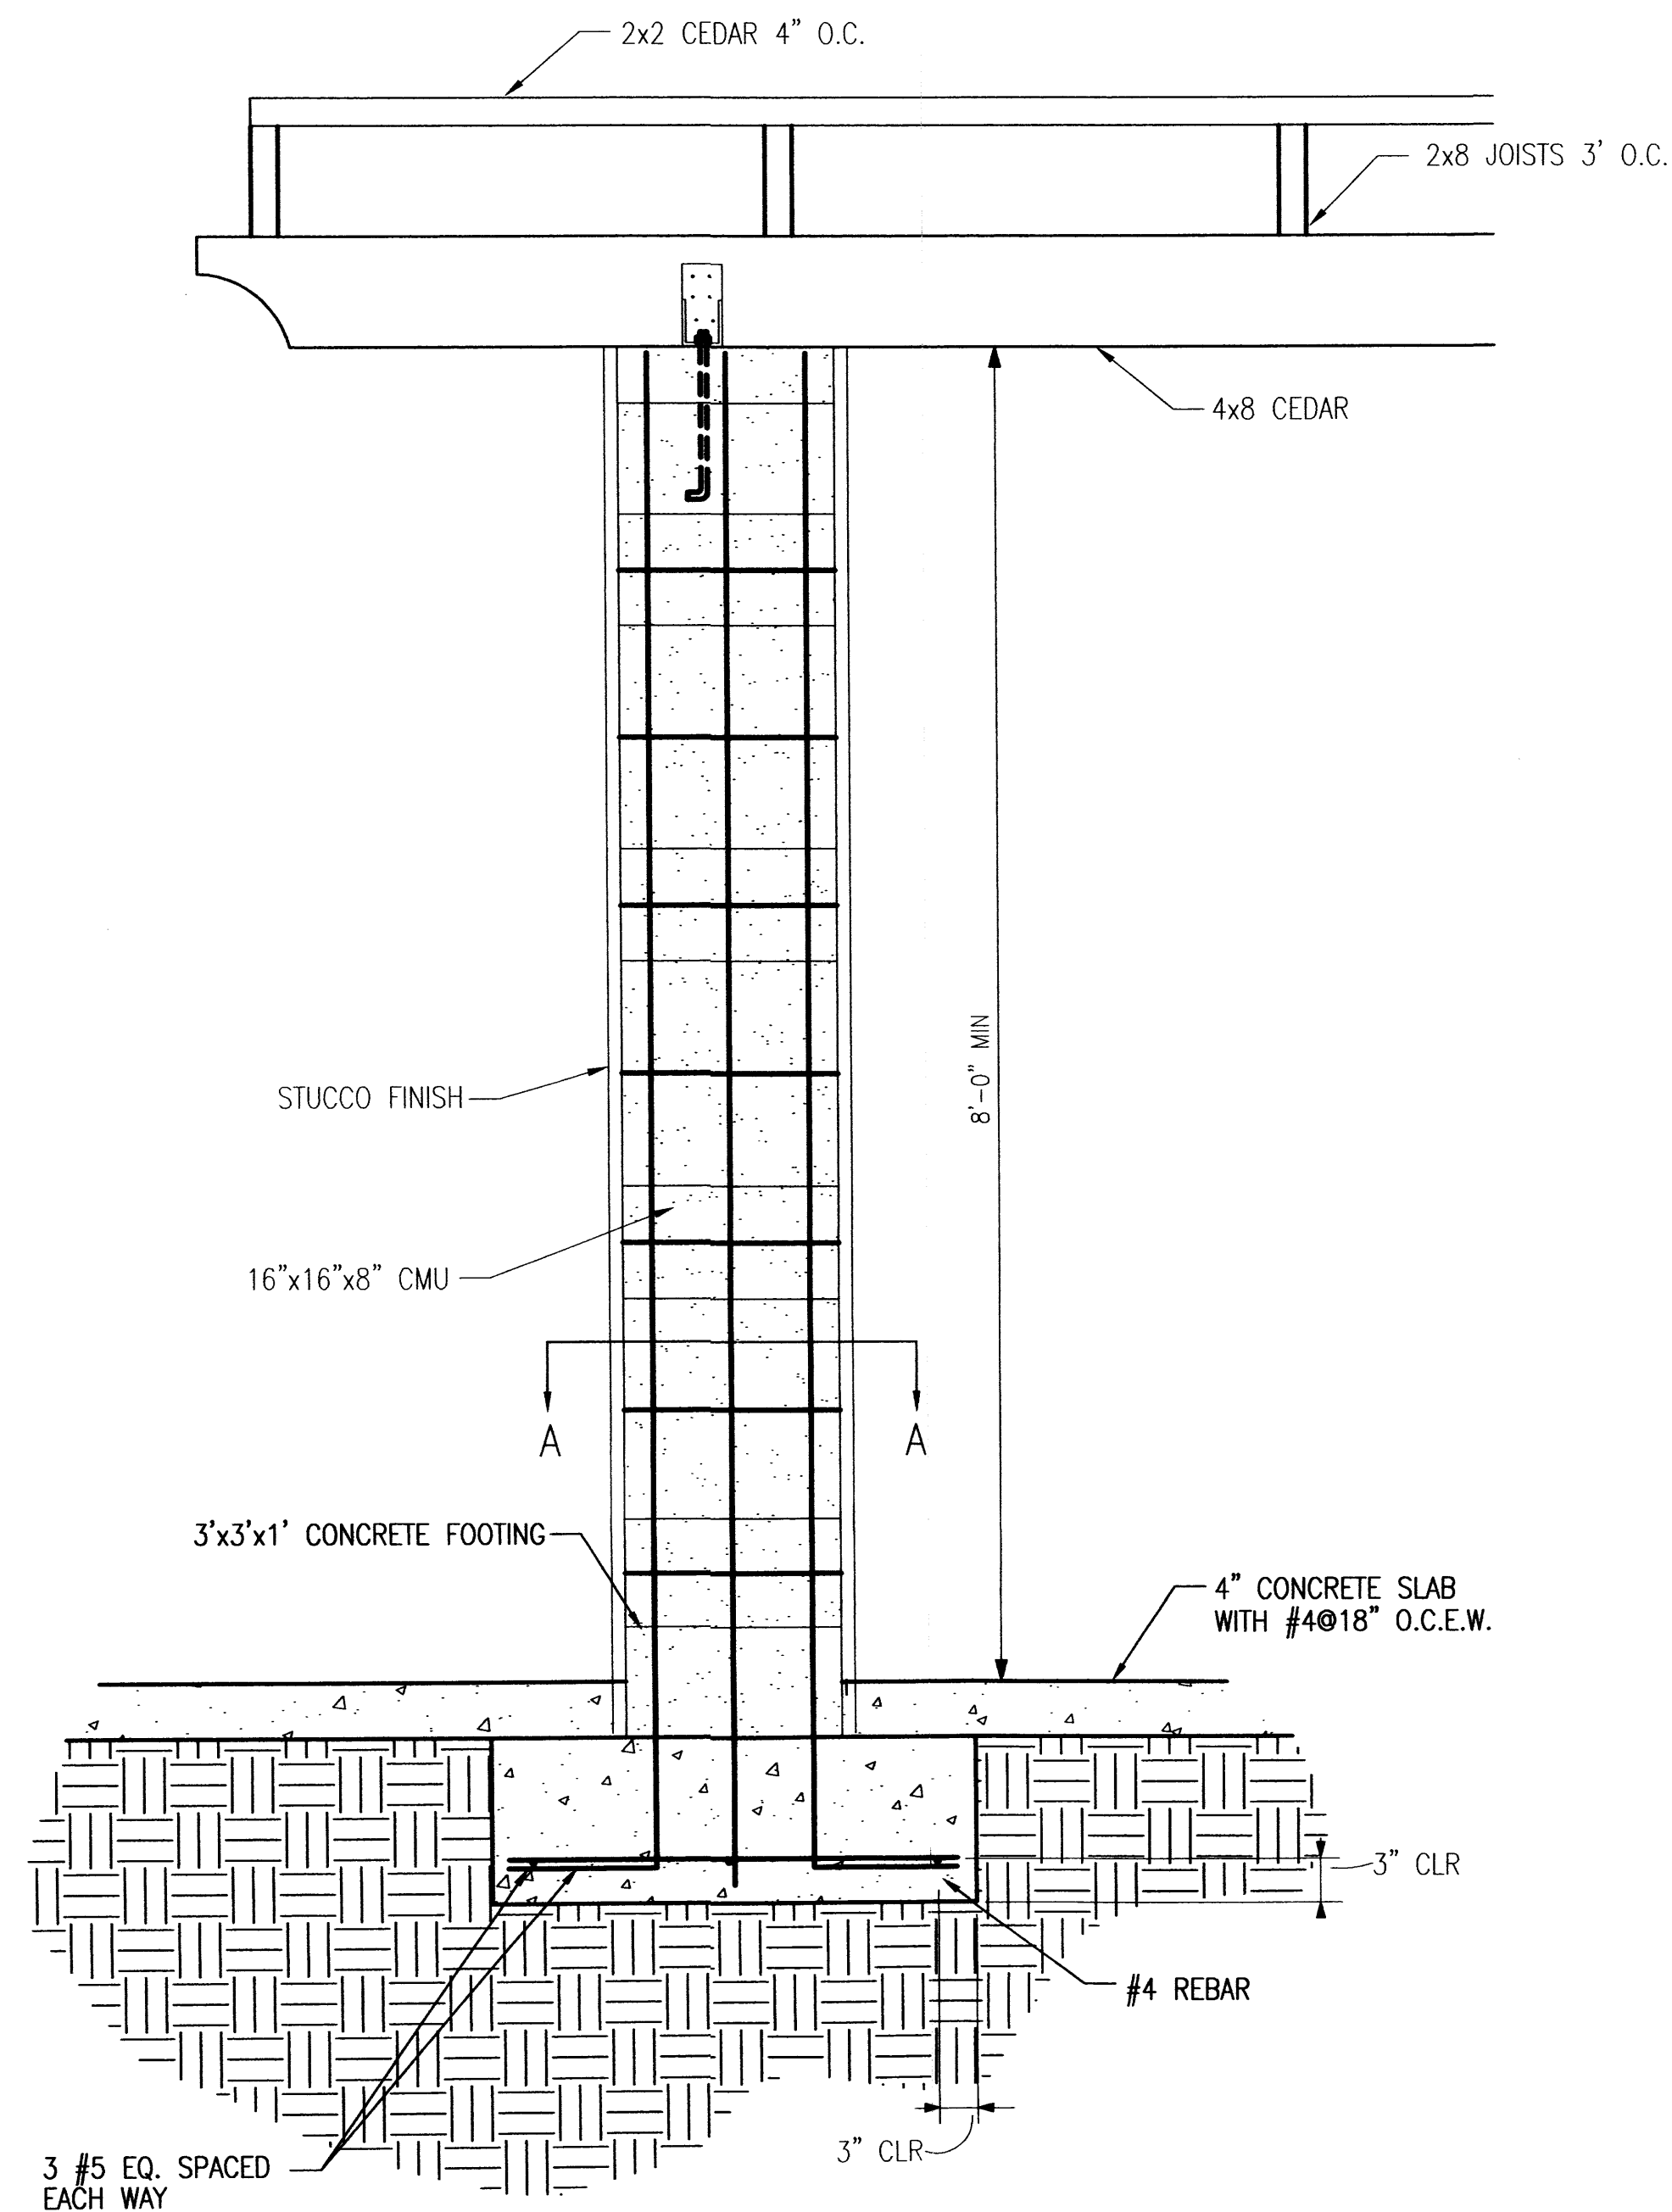 2x2 CEDAR 4" O.C.
2x8 JOISTS 3' O.C.
4x8 CEDAR
8'-0" MIN
STUCCO FINISH
16"x16"x8" CMU
A
A
3'x3'x1' CONCRETE FOOTING
4" CONCRETE SLAB
WITH #4@18" O.C.E.W.
3" CLR
#4 REBAR
3" CLR
3 #5 EQ. SPACED
EACH WAY